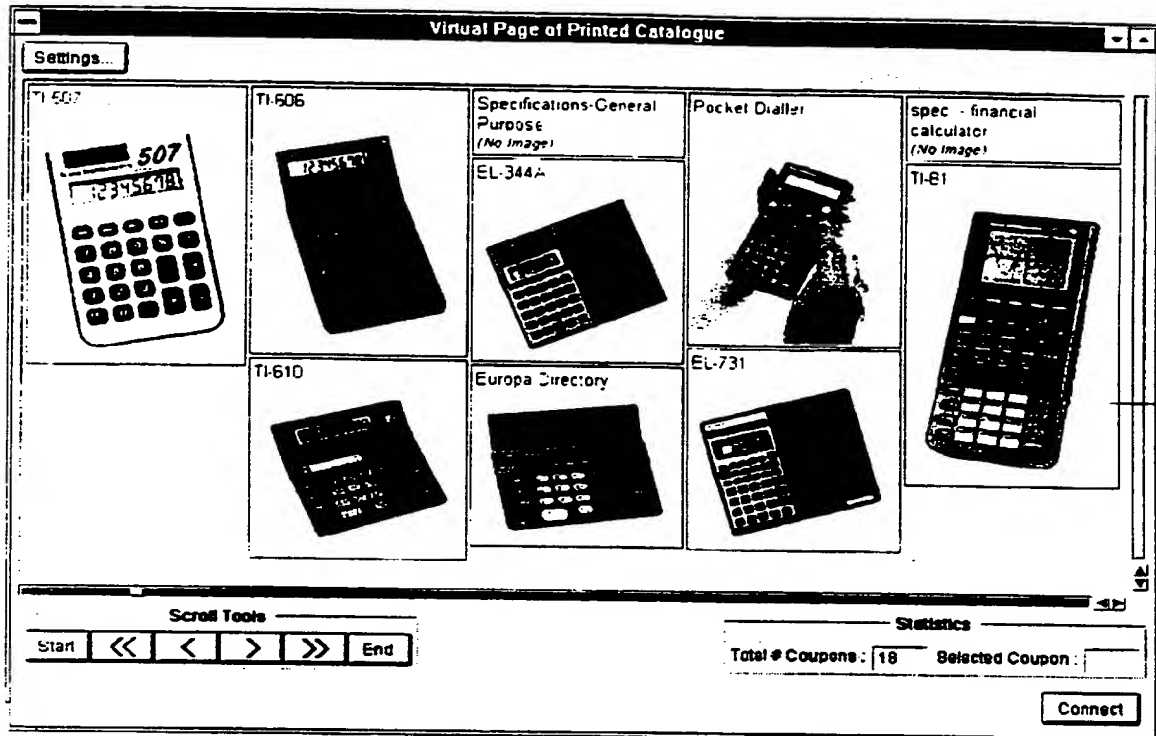 Virtual Page of Printed Catalogue
Settings...
TI-507
507
12345678
TI-606
12345678
Specifications-General
Purpose
(No Image)
EL-344A
Pocket Dialler
spec - financial
calculator
(No Image)
TI-81
TI-610
Europa Directory
EL-731
Scroll Tools
Start << < > >> End
Statistics
Total # Coupons : 18 Selected Coupon :
Connect